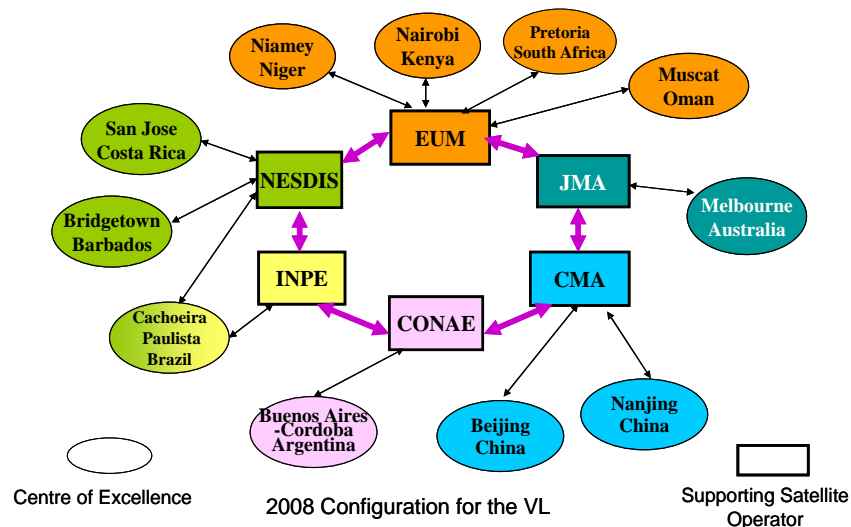 Niamey
Niger
Nairobi
Kenya
Pretoria
South Africa
Muscat
Oman
San Jose
Costa Rica
EUM
NESDIS
JMA
Bridgetown
Barbados
Melbourne
Australia
INPE
CMA
Cachoeira
Paulista
Brazil
CONAE
Buenos Aires
-Cordoba
Argentina
Beijing
China
Nanjing
China
Centre of Excellence
2008 Configuration for the VL
Supporting Satellite
Operator